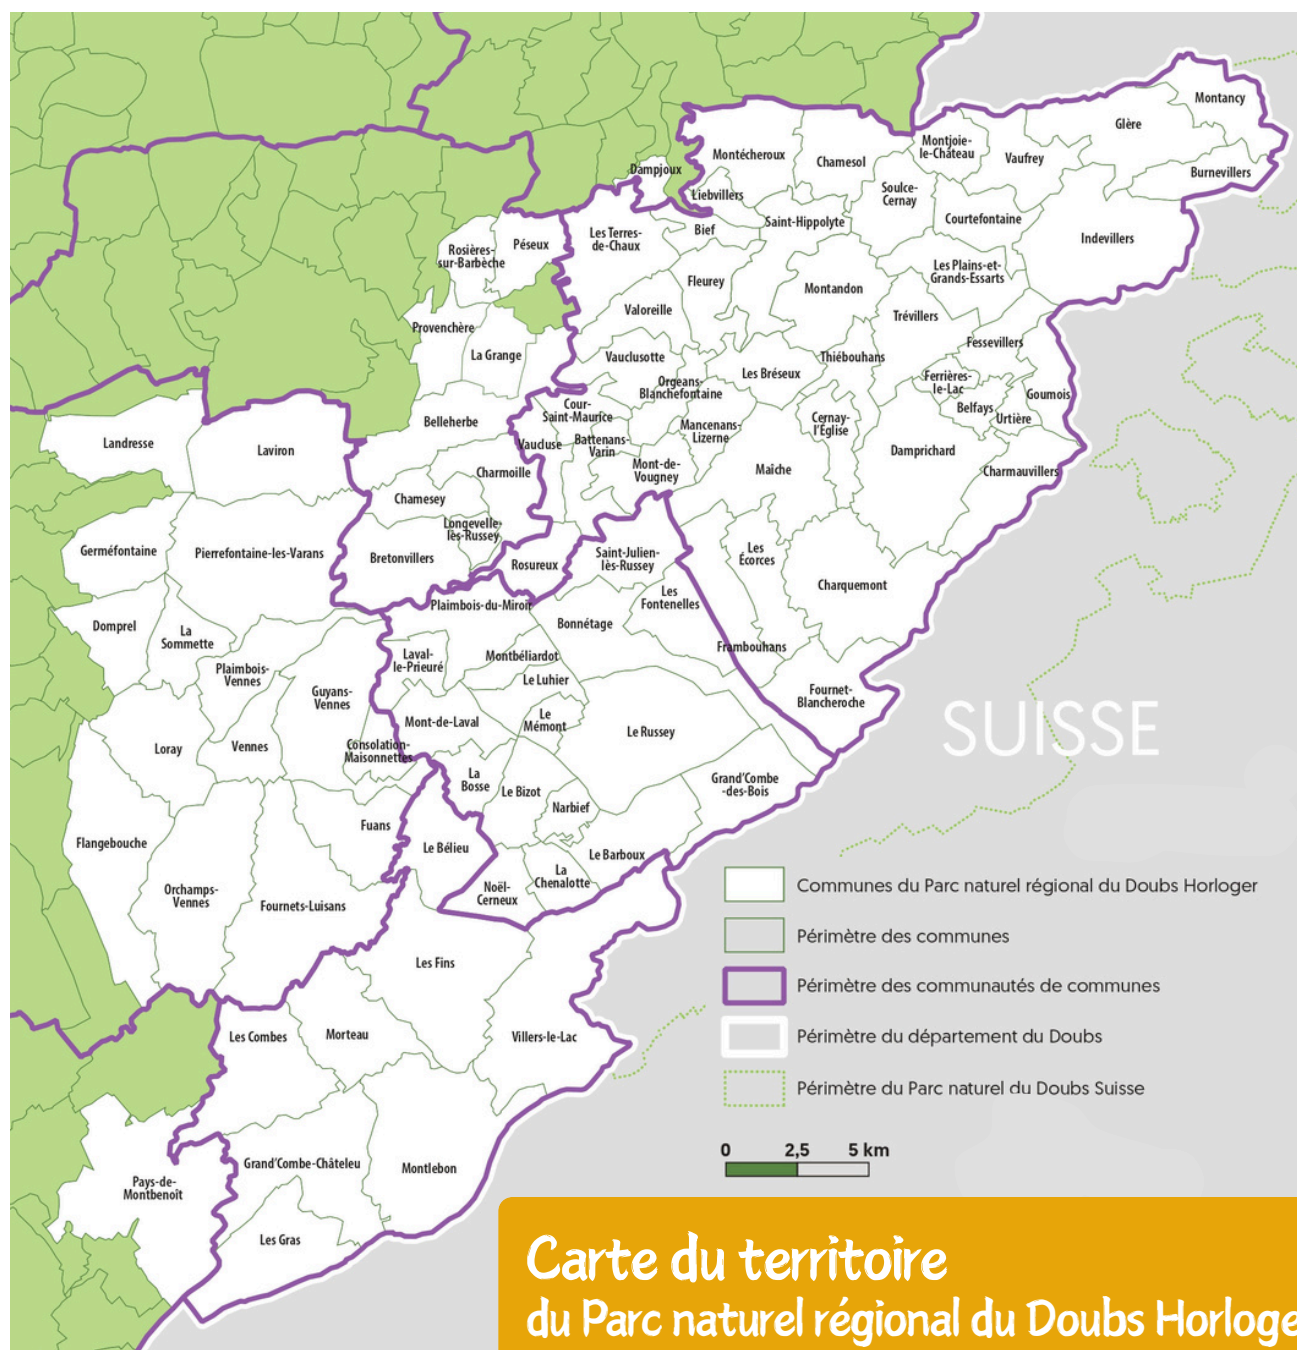 Montancy
Glère
Montjoie-
le-Château
Montécheroux
Chamesol
Vaufrey
Dampjoux
Burnevillers
Liebvillers
Soulce-
Cernay
Saint-Hippolyte
Courtefontaine
Les Terres-
de-Chaux
Bief
Indevillers
Péseux
Rosières-
sur-Barbèche
Les Plains-et-
Grands-Essarts
Fleurey
Montandon
Valoreille
Trévillers
Provenchère
Fessevillers
La Grange
Vauclusotte
Thiébouhans
Les Bréseux
Orgeans-
Blanchefontaine
Ferrières-
le-Lac
Goumois
Belfays
Urtière
Cour-
Saint-Maurice
Belleherbe
Mancenans-
Lizerne
Cernay-
l'Église
Landresse
Laviron
Vaucluse
Battenans-
Varin
Damprichard
Mont-de-
Vougney
Maîche
Charmauvillers
Charmoille
Chamesey
Longevelle-
lès-Russey
Germéfontaine
Pierrefontaine-les-Varans
Bretonvillers
Rosureux
Saint-Julien-
lès-Russey
Les
Écorces
Charquemont
Les
Fontenelles
Plaimbois-du-Miroir
Bonnétage
Domprel
La
Sommette
Frambouhans
Laval-
le-Prieuré
Montbéliardot
Plaimbois-
Vennes
Le Luhier
Guyans-
Vennes
Fournet-
Blancheroche
Mont-de-Laval
Le
Mémont
Le Russey
SUISSE
Loray
Vennes
Consolation-
Maisonnettes
La
Bosse
Le Bizot
Grand'Combe
-des-Bois
Narbief
Fuans
Flangebouche
Le Bélieu
Le Barboux
La
Chenalotte
Orchamps-
Vennes
Fournets-Luisans
Noël-
Cerneux
Les Fins
Les Combes
Morteau
Villers-le-Lac
Grand'Combe-Châteleu
Montlebon
Pays-de-
Montbenoît
Les Gras
Communes du Parc naturel régional du Doubs Horloger
Périmètre des communes
Périmètre des communautés de communes
Périmètre du département du Doubs
Périmètre du Parc naturel du Doubs Suisse
0 2,5 5 km
Carte du territoire
du Parc naturel régional du Doubs Horloge